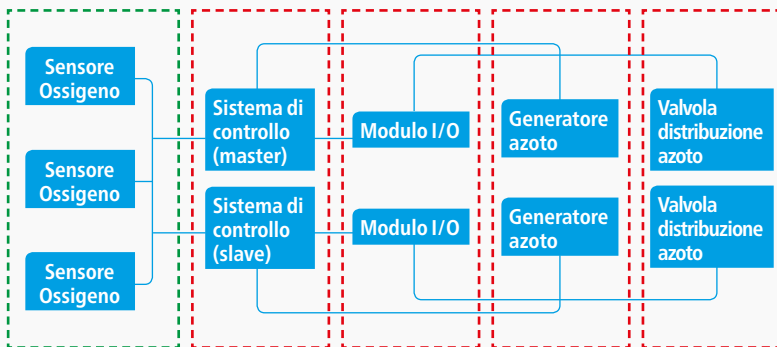 Sensore
Ossigeno
Sensore
Ossigeno
Sensore
Ossigeno
Sistema di
controllo
(master)
Sistema di
controllo
(slave)
Modulo I/O
Modulo I/O
Generatore
azoto
Generatore
azoto
Valvola
distribuzione
azoto
Valvola
distribuzione
azoto